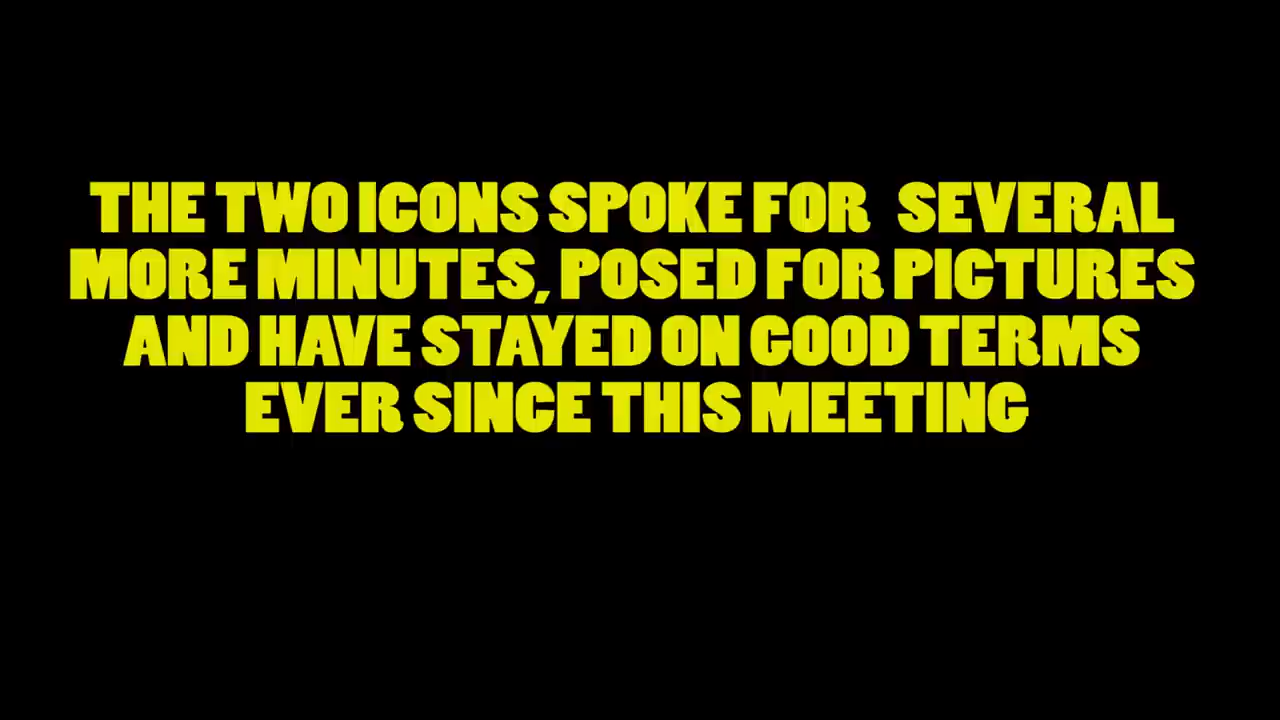 THE TWO ICONS SPOKE FOR SEVERAL
MORE MINUTES, POSED FOR PICTURES
AND HAVE STAYED ON GOOD TERMS
EVER SINCE THIS MEETING